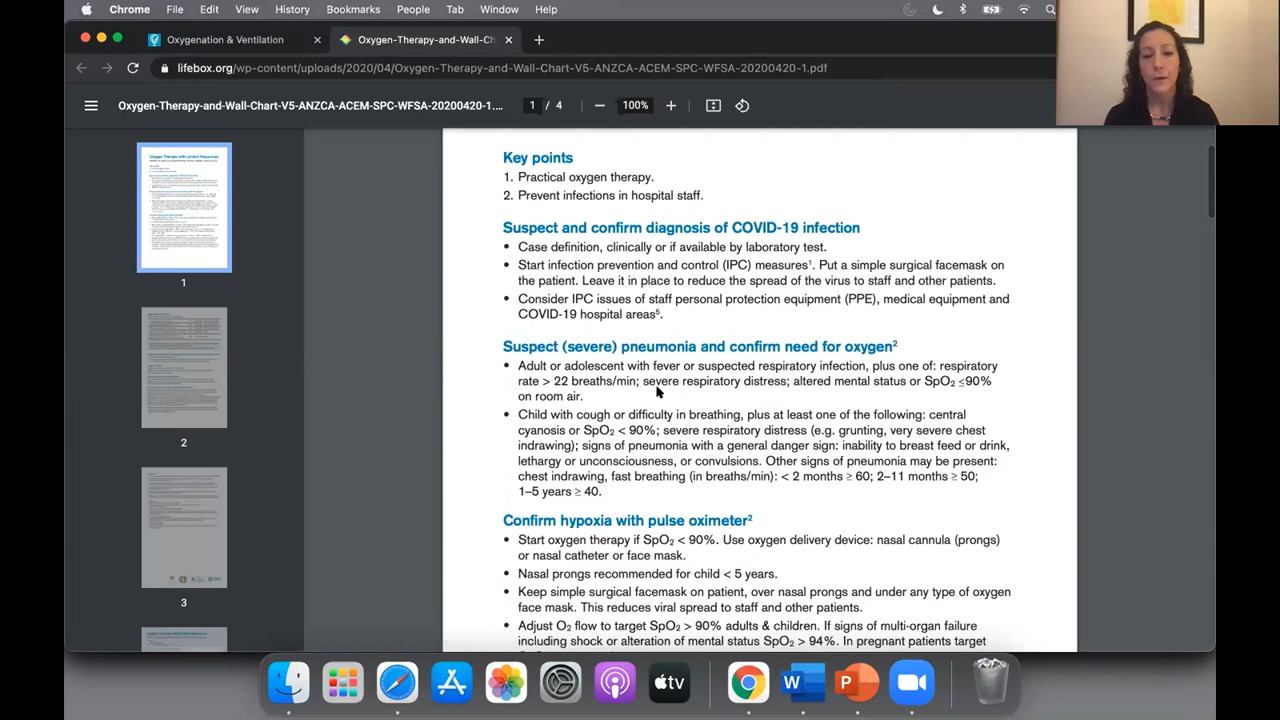 Chrome File Edit View History Bookmarks People Tab Window Help
Oxygenation & Ventilation
Oxygen-Therapy-and-Wall-Ch
lifebox.org/wp-content/uploads/2020/04/Oxygen-Therapy-and-Wall-Chart-V5-ANZCA-ACEM-SPC-WFSA-20200420-1.pdf
Oxygen-Therapy-and-Wall-Chart-V5-ANZCA-ACEM-SPC-WFSA-20200420-1.... 1 / 4 100%
Key points
1. Practical oxygen therapy.
2. Prevent infection in hospital staff.
Suspect and confirm diagnosis of COVID-19 infection
• Case definition, clinically or if available by laboratory test.
• Start infection prevention and control (IPC) measures¹. Put a simple surgical facemask on
the patient. Leave it in place to reduce the spread of the virus to staff and other patients.
• Consider IPC issues of staff personal protection equipment (PPE), medical equipment and
Suspect (severe) pneumonia and confirm need for oxygen²
• Adult or adolescent with fever or suspected respiratory infection, plus one of: respiratory
rate> 22 breaths/min; severe respiratory distress; altered mental status or SpO₂ ≤90%
on room air.
• Child with cough or difficulty in breathing, plus at least one of the following: central
cyanosis or SpO₂ < 90%; severe respiratory distress (e.g. grunting, very severe chest
indrawing); signs of pneumonia with a general danger sign: inability to breast feed or drink,
lethargy or unconsciousness, or convulsions. Other signs of pneumonia may be present:
chest indrawing, fast breathing (in breaths/min): < 2 months ≥ 60; 2–11 months ≥ 50;
1–5 years ≥ 40.
Confirm hypoxia with pulse oximeter²
• Start oxygen therapy if SpO₂ < 90%. Use oxygen delivery device: nasal cannula (prongs)
or nasal catheter or face mask.
• Nasal prongs recommended for child < 5 years.
• Keep simple surgical facemask on patient, over nasal prongs and under any type of oxygen
face mask. This reduces viral spread to staff and other patients.
• Adjust O₂ flow to target SpO₂ > 90% adults & children. If signs of multi-organ failure
including shock or alteration of mental status SpO₂ > 94%. In pregnant patients target
1
2
3
tv
W
P